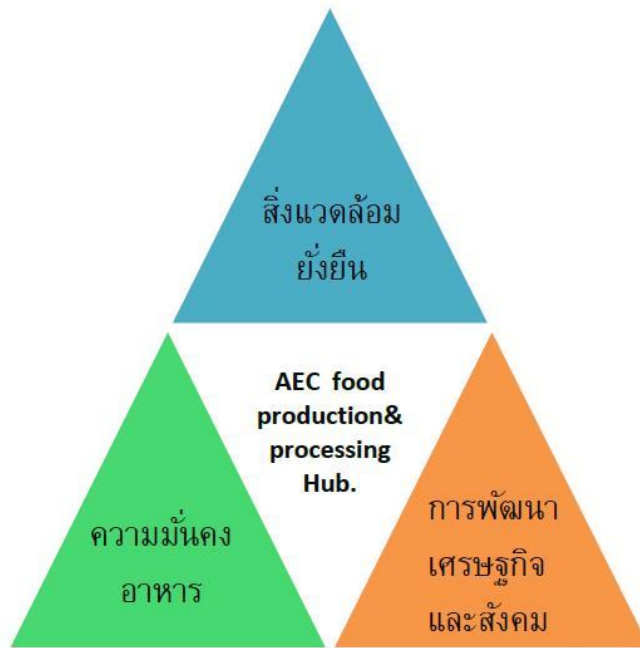 สิ่งแวดล้อม
ยั่งยืน
AEC food
production&
processing
Hub.
ความมั่นคง
อาหาร
การพัฒนา
เศรษฐกิจ
และสังคม